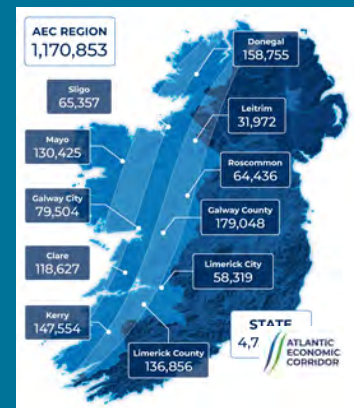 AEC REGION
1,170,853
Donegal
158,755
Sligo
65,357
Leitrim
31,972
Mayo
130,425
Roscommon
64,436
Galway City
79,504
Galway County
179,048
Clare
118,627
Limerick City
58,319
Kerry
147,554
Limerick County
136,856
STATE
4,7
ATLANTIC
ECONOMIC
CORRIDOR